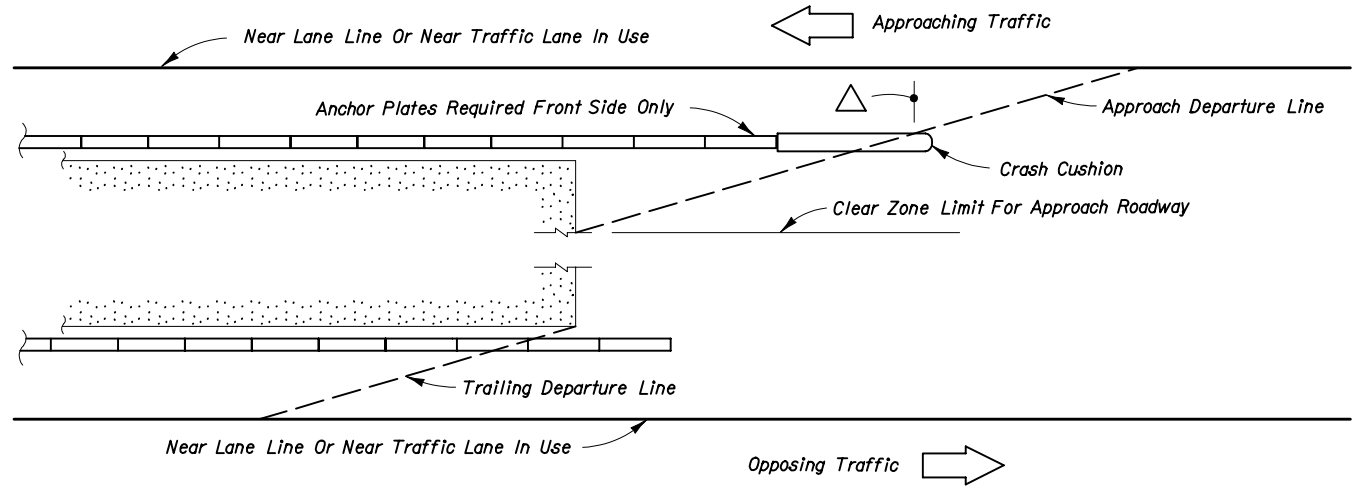 Approaching Traffic
Near Lane Line Or Near Traffic Lane In Use
Anchor Plates Required Front Side Only
Approach Departure Line
Crash Cushion
Clear Zone Limit For Approach Roadway
Trailing Departure Line
Near Lane Line Or Near Traffic Lane In Use
Opposing Traffic